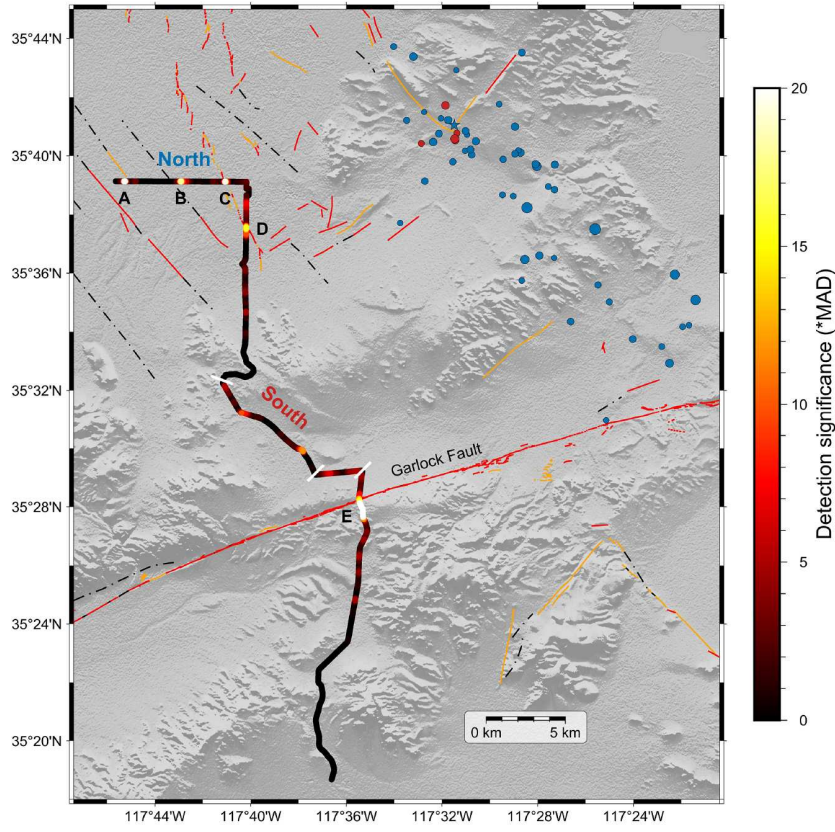 35°44'N
35°40'N
35°36'N
35°32'N
35°28'N
35°24'N
35°20'N
North
A
B
C
D
South
Garlock Fault
E
0 km
5 km
117°44'W
117°40'W
117°36'W
117°32'W
117°28'W
117°24'W
20
15
10
5
0
Detection significance (*MAD)